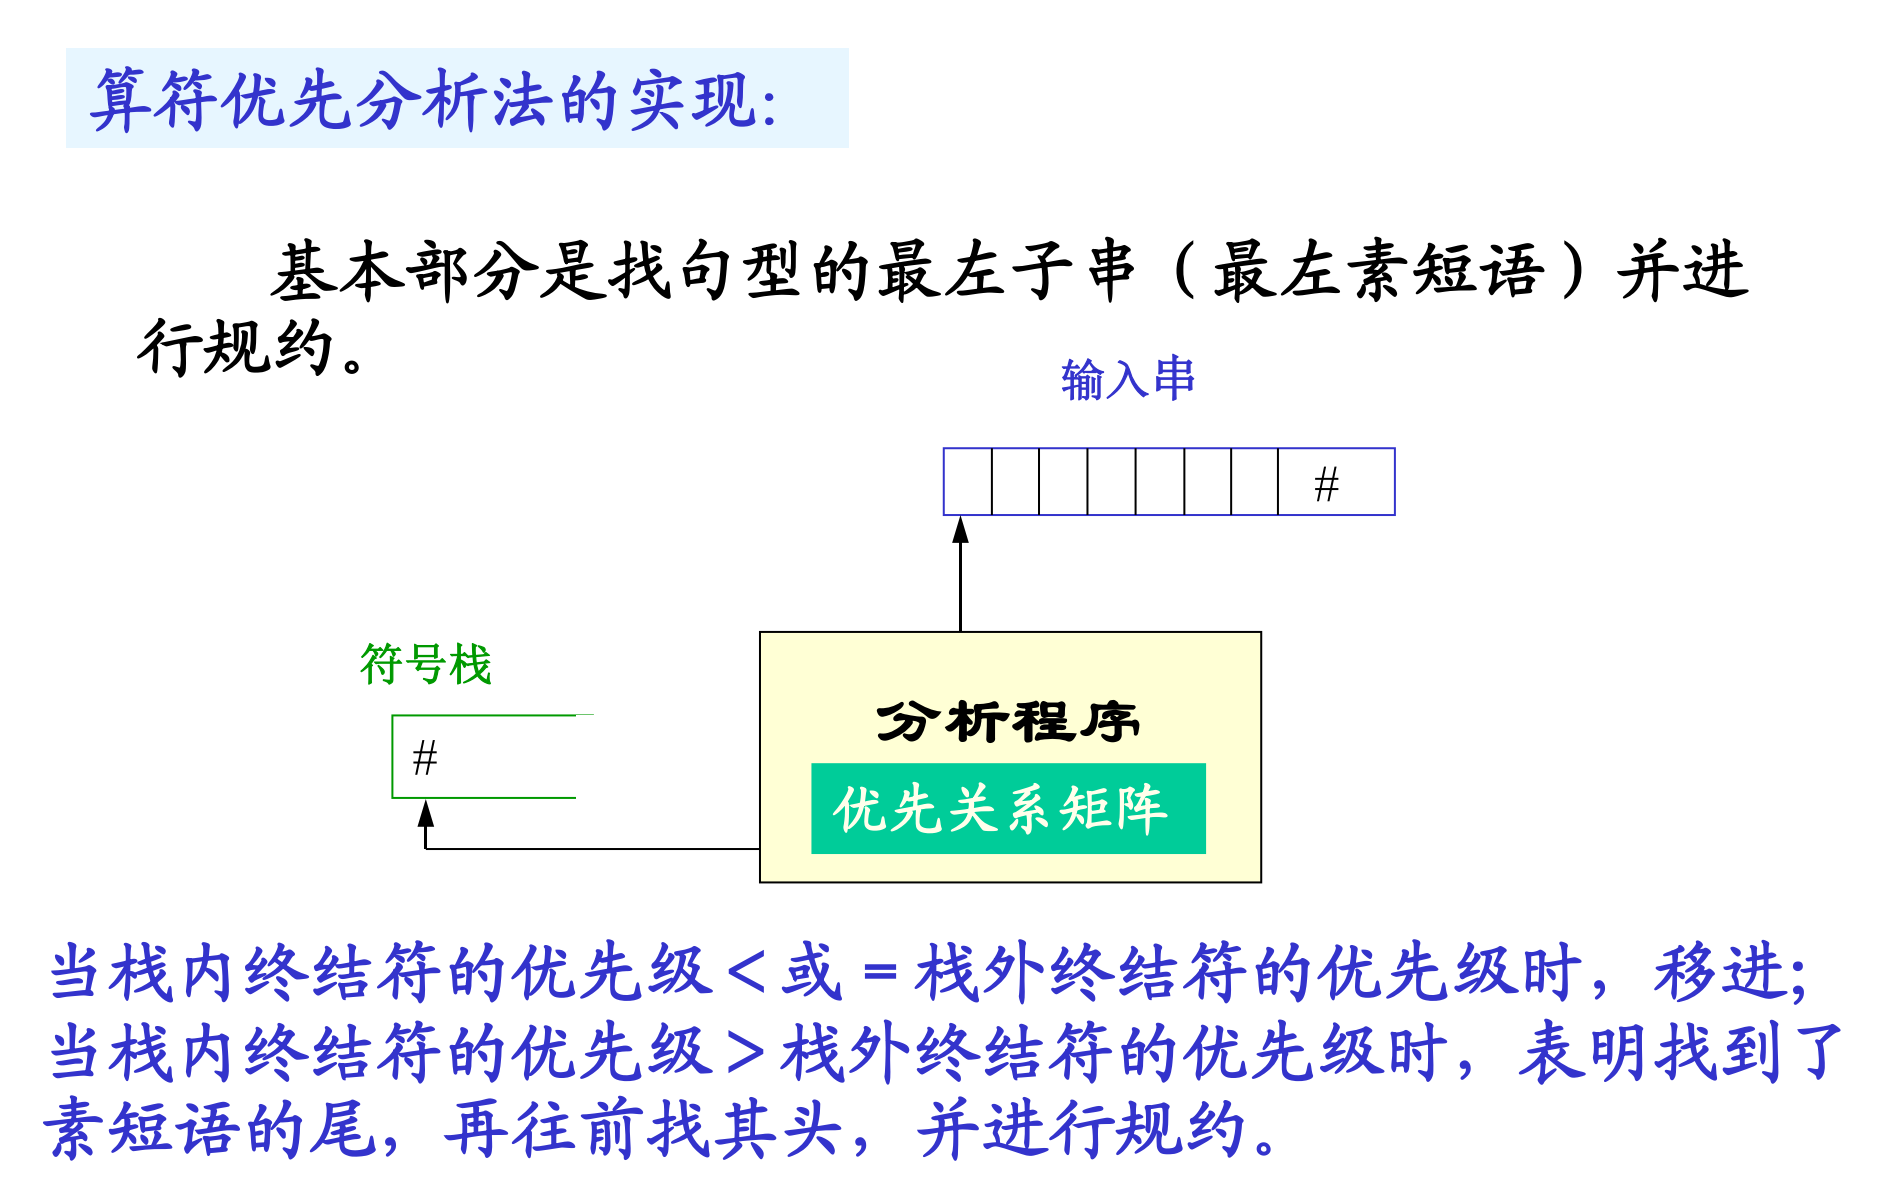 算符优先分析法的实现:
基本部分是找句型的最左子串（最左素短语）并进
行规约。
输入串
#
符号栈
#
分析程序
优先关系矩阵
当栈内终结符的优先级<或=栈外终结符的优先级时，移进;
当栈内终结符的优先级>栈外终结符的优先级时，表明找到了
素短语的尾，再往前找其头，并进行规约。